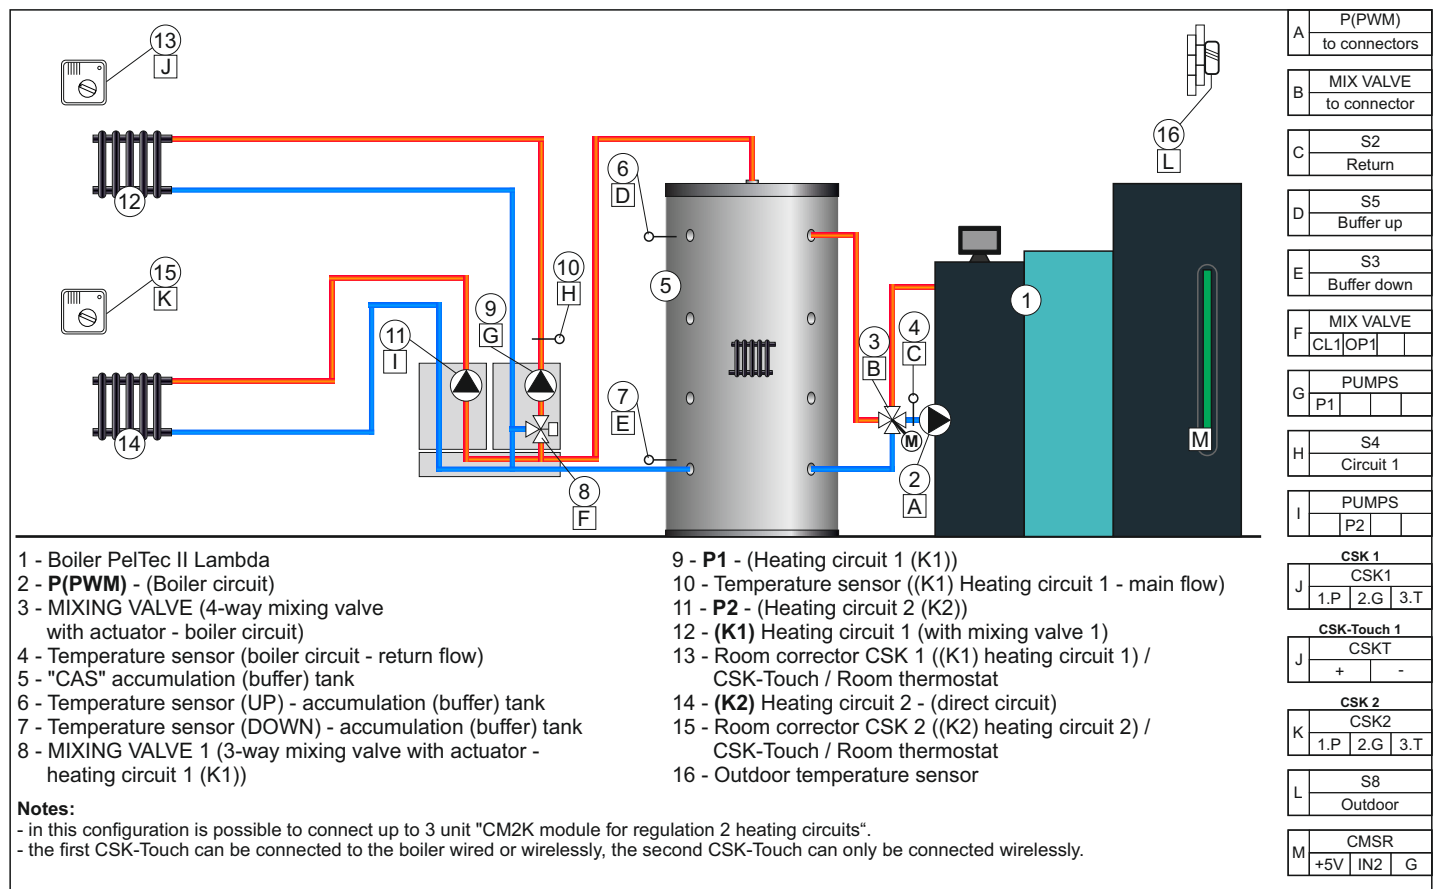 13
J
12
15
K
14
11
I
9
G
10
H
8
F
6
D
5
7
E
3
B
4
C
M
2
A
1
16
L
M
1 - Boiler PelTec II Lambda
2 - P(PWM) - (Boiler circuit)
3 - MIXING VALVE (4-way mixing valve
with actuator - boiler circuit)
4 - Temperature sensor (boiler circuit - return flow)
5 - "CAS" accumulation (buffer) tank
6 - Temperature sensor (UP) - accumulation (buffer) tank
7 - Temperature sensor (DOWN) - accumulation (buffer) tank
8 - MIXING VALVE 1 (3-way mixing valve with actuator -
heating circuit 1 (K1))
9 - P1 - (Heating circuit 1 (K1))
10 - Temperature sensor ((K1) Heating circuit 1 - main flow)
11 - P2 - (Heating circuit 2 (K2))
12 - (K1) Heating circuit 1 (with mixing valve 1)
13 - Room corrector CSK 1 ((K1) heating circuit 1) /
CSK-Touch / Room thermostat
14 - (K2) Heating circuit 2 - (direct circuit)
15 - Room corrector CSK 2 ((K2) heating circuit 2) /
CSK-Touch / Room thermostat
16 - Outdoor temperature sensor
Notes:
- in this configuration is possible to connect up to 3 unit "CM2K module for regulation 2 heating circuits“.
- the first CSK-Touch can be connected to the boiler wired or wirelessly, the second CSK-Touch can only be connected wirelessly.
A
P(PWM)
to connectors
B
MIX VALVE
to connector
C
S2
Return
D
S5
Buffer up
E
S3
Buffer down
F
MIX VALVE
CL1 OP1
G
PUMPS
P1
H
S4
Circuit 1
I
PUMPS
P2
CSK 1
J
CSK1
1.P 2.G 3.T
CSK-Touch 1
J
CSKT
+ -
CSK 2
K
CSK2
1.P 2.G 3.T
L
S8
Outdoor
M
CMSR
+5V IN2 G